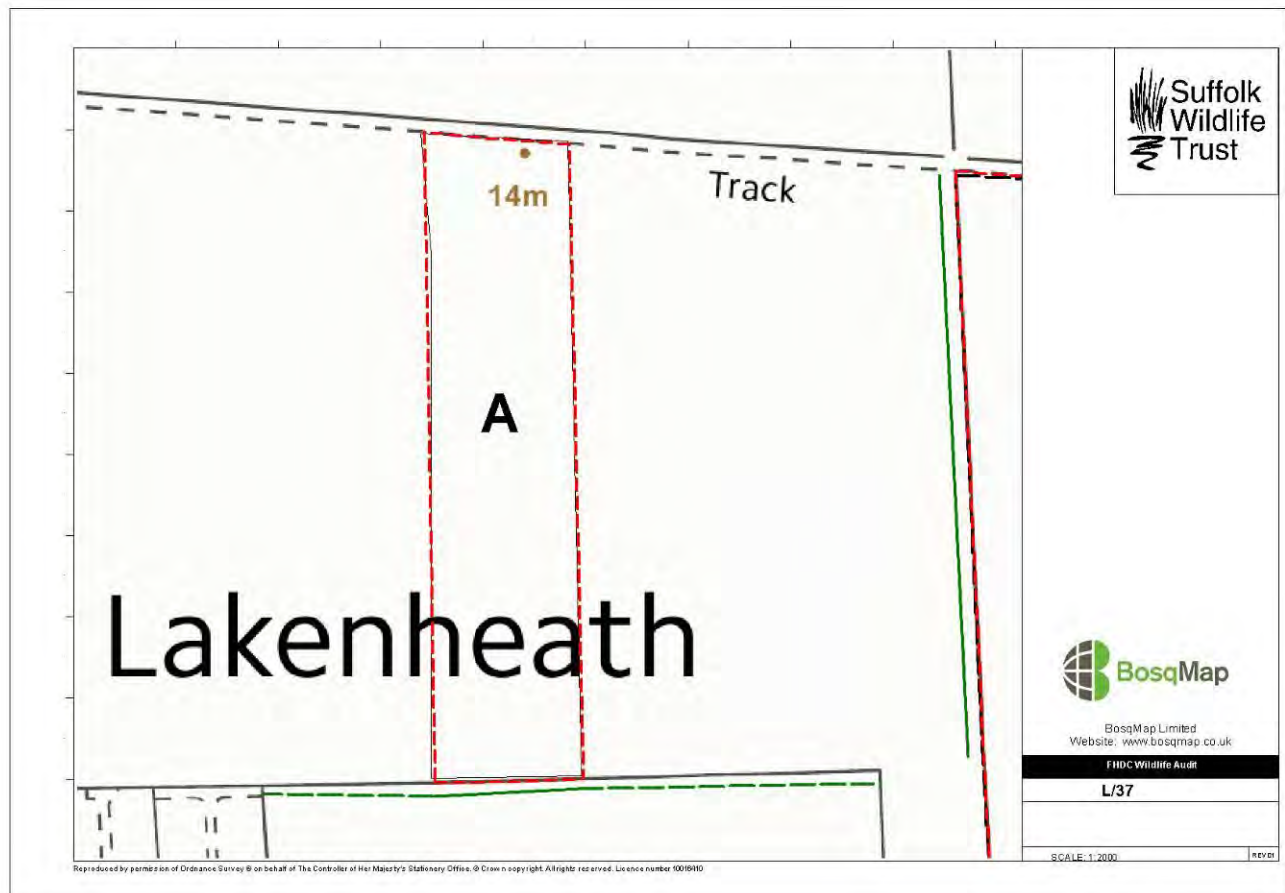 Suffolk
Wildlife
Trust
14m
Track
A
Lakenheath
BosqMap
BosqMap Limited
Website: www.bosqmap.co.uk
FHDC Wildlife Audit
L/37
SCALE: 1:2000
REV 01
Reproduced by permission of Ordnance Survey ® on behalf of The Controller of Her Majesty's Stationery Office. © Crown copyright. All rights reserved. Licence number 10018410